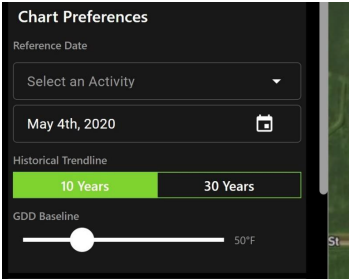 Chart Preferences
Reference Date
Select an Activity
May 4th, 2020
Historical Trendline
10 Years
30 Years
GDD Baseline
50°F
St